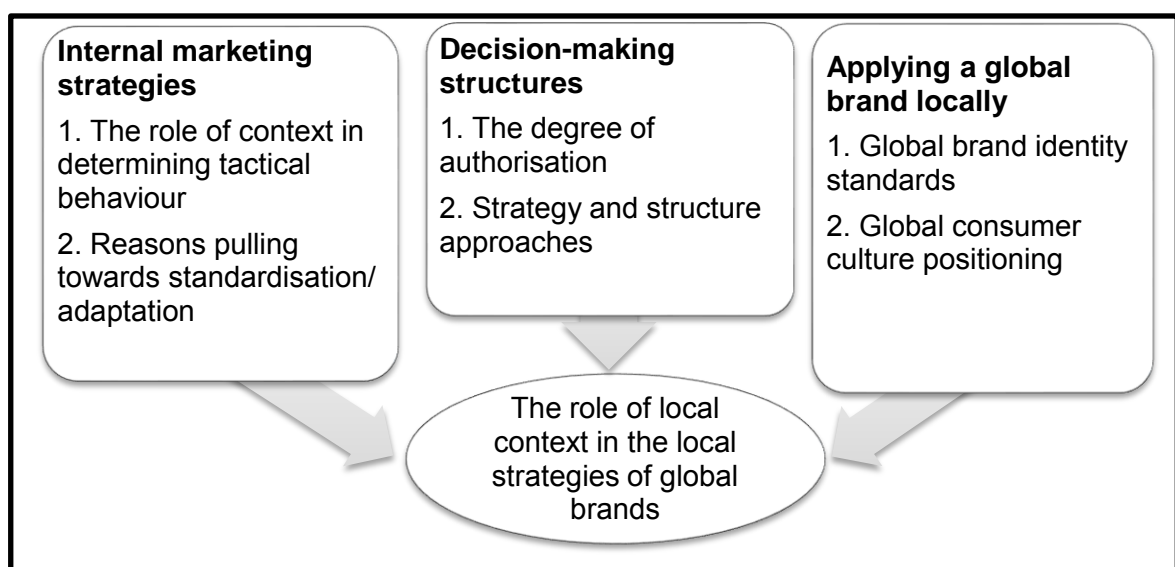 Internal marketing
strategies
1. The role of context in
determining tactical
behaviour
2. Reasons pulling
towards standardisation/
adaptation
Decision-making
structures
1. The degree of
authorisation
2. Strategy and structure
approaches
Applying a global
brand locally
1. Global brand identity
standards
2. Global consumer
culture positioning
The role of local
context in the local
strategies of global
brands